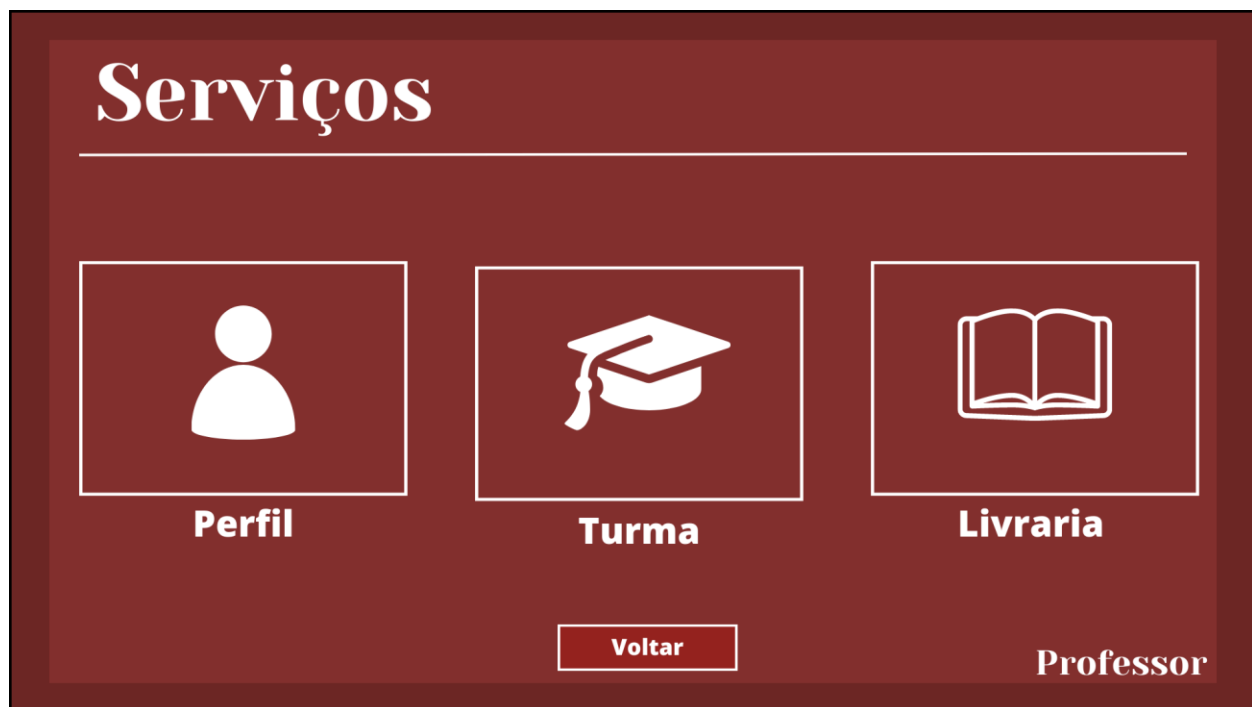 Serviços
Perfil
Turma
Livraria
Voltar
Professor